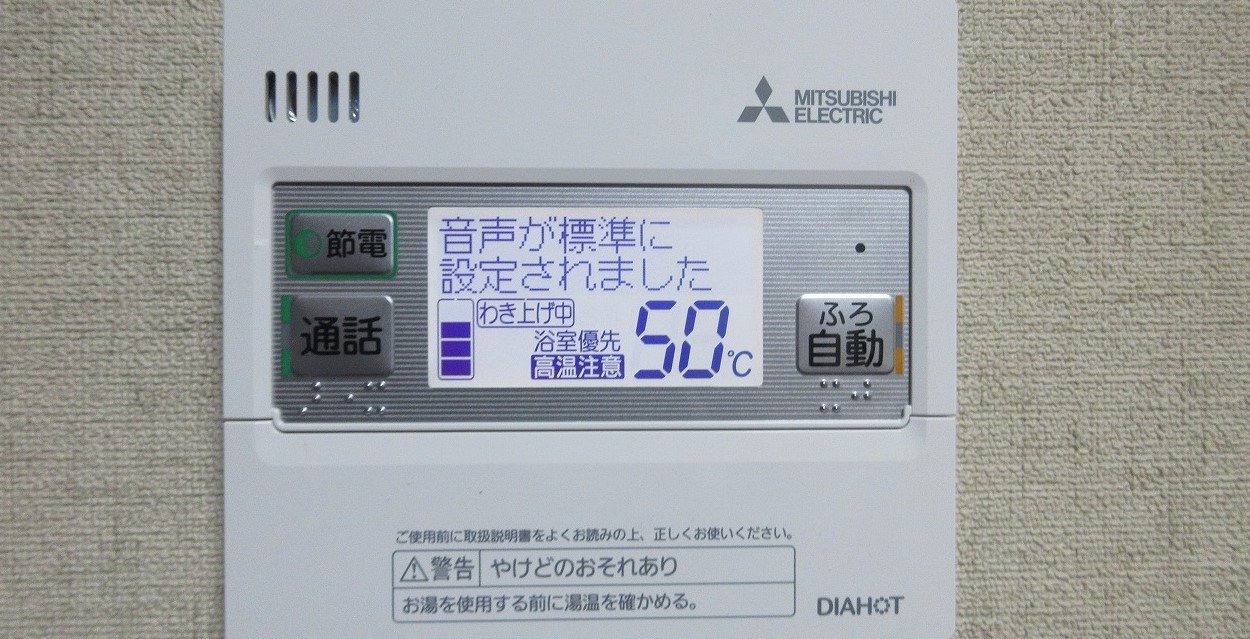 MITSUBISHI
ELECTRIC
節電
音声が標準に
設定されました
通話
わき上げ中
浴室優先
高温注意
50℃
ふろ
自動
ご使用前に取扱説明書をよくお読みの上、正しくお使いください。
警告 やけどのおそれあり
お湯を使用する前に湯温を確かめる。
DIAHOT